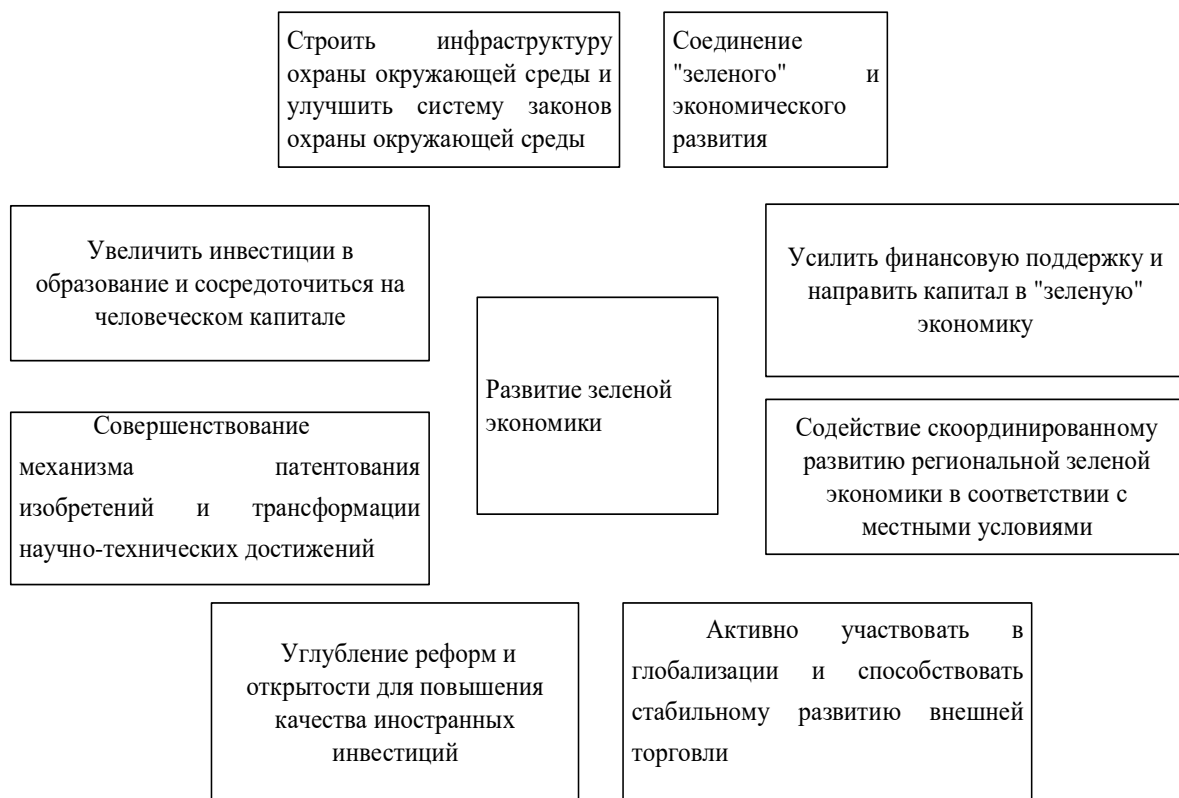 Строить инфраструктуру
охраны окружающей среды и
улучшить систему законов
охраны окружающей среды
Соединение
"зеленого" и
экономического
развития
Увеличить инвестиции в
образование и сосредоточиться на
человеческом капитале
Усилить финансовую поддержку и
направить капитал в "зеленую"
экономику
Развитие зеленой
экономики
Совершенствование
механизма патентования
изобретений и трансформации
научно-технических достижений
Содействие скоординированному
развитию региональной зеленой
экономики в соответствии с
местными условиями
Углубление реформ и
открытости для повышения
качества иностранных
инвестиций
Активно участвовать в
глобализации и способствовать
стабильному развитию внешней
торговли